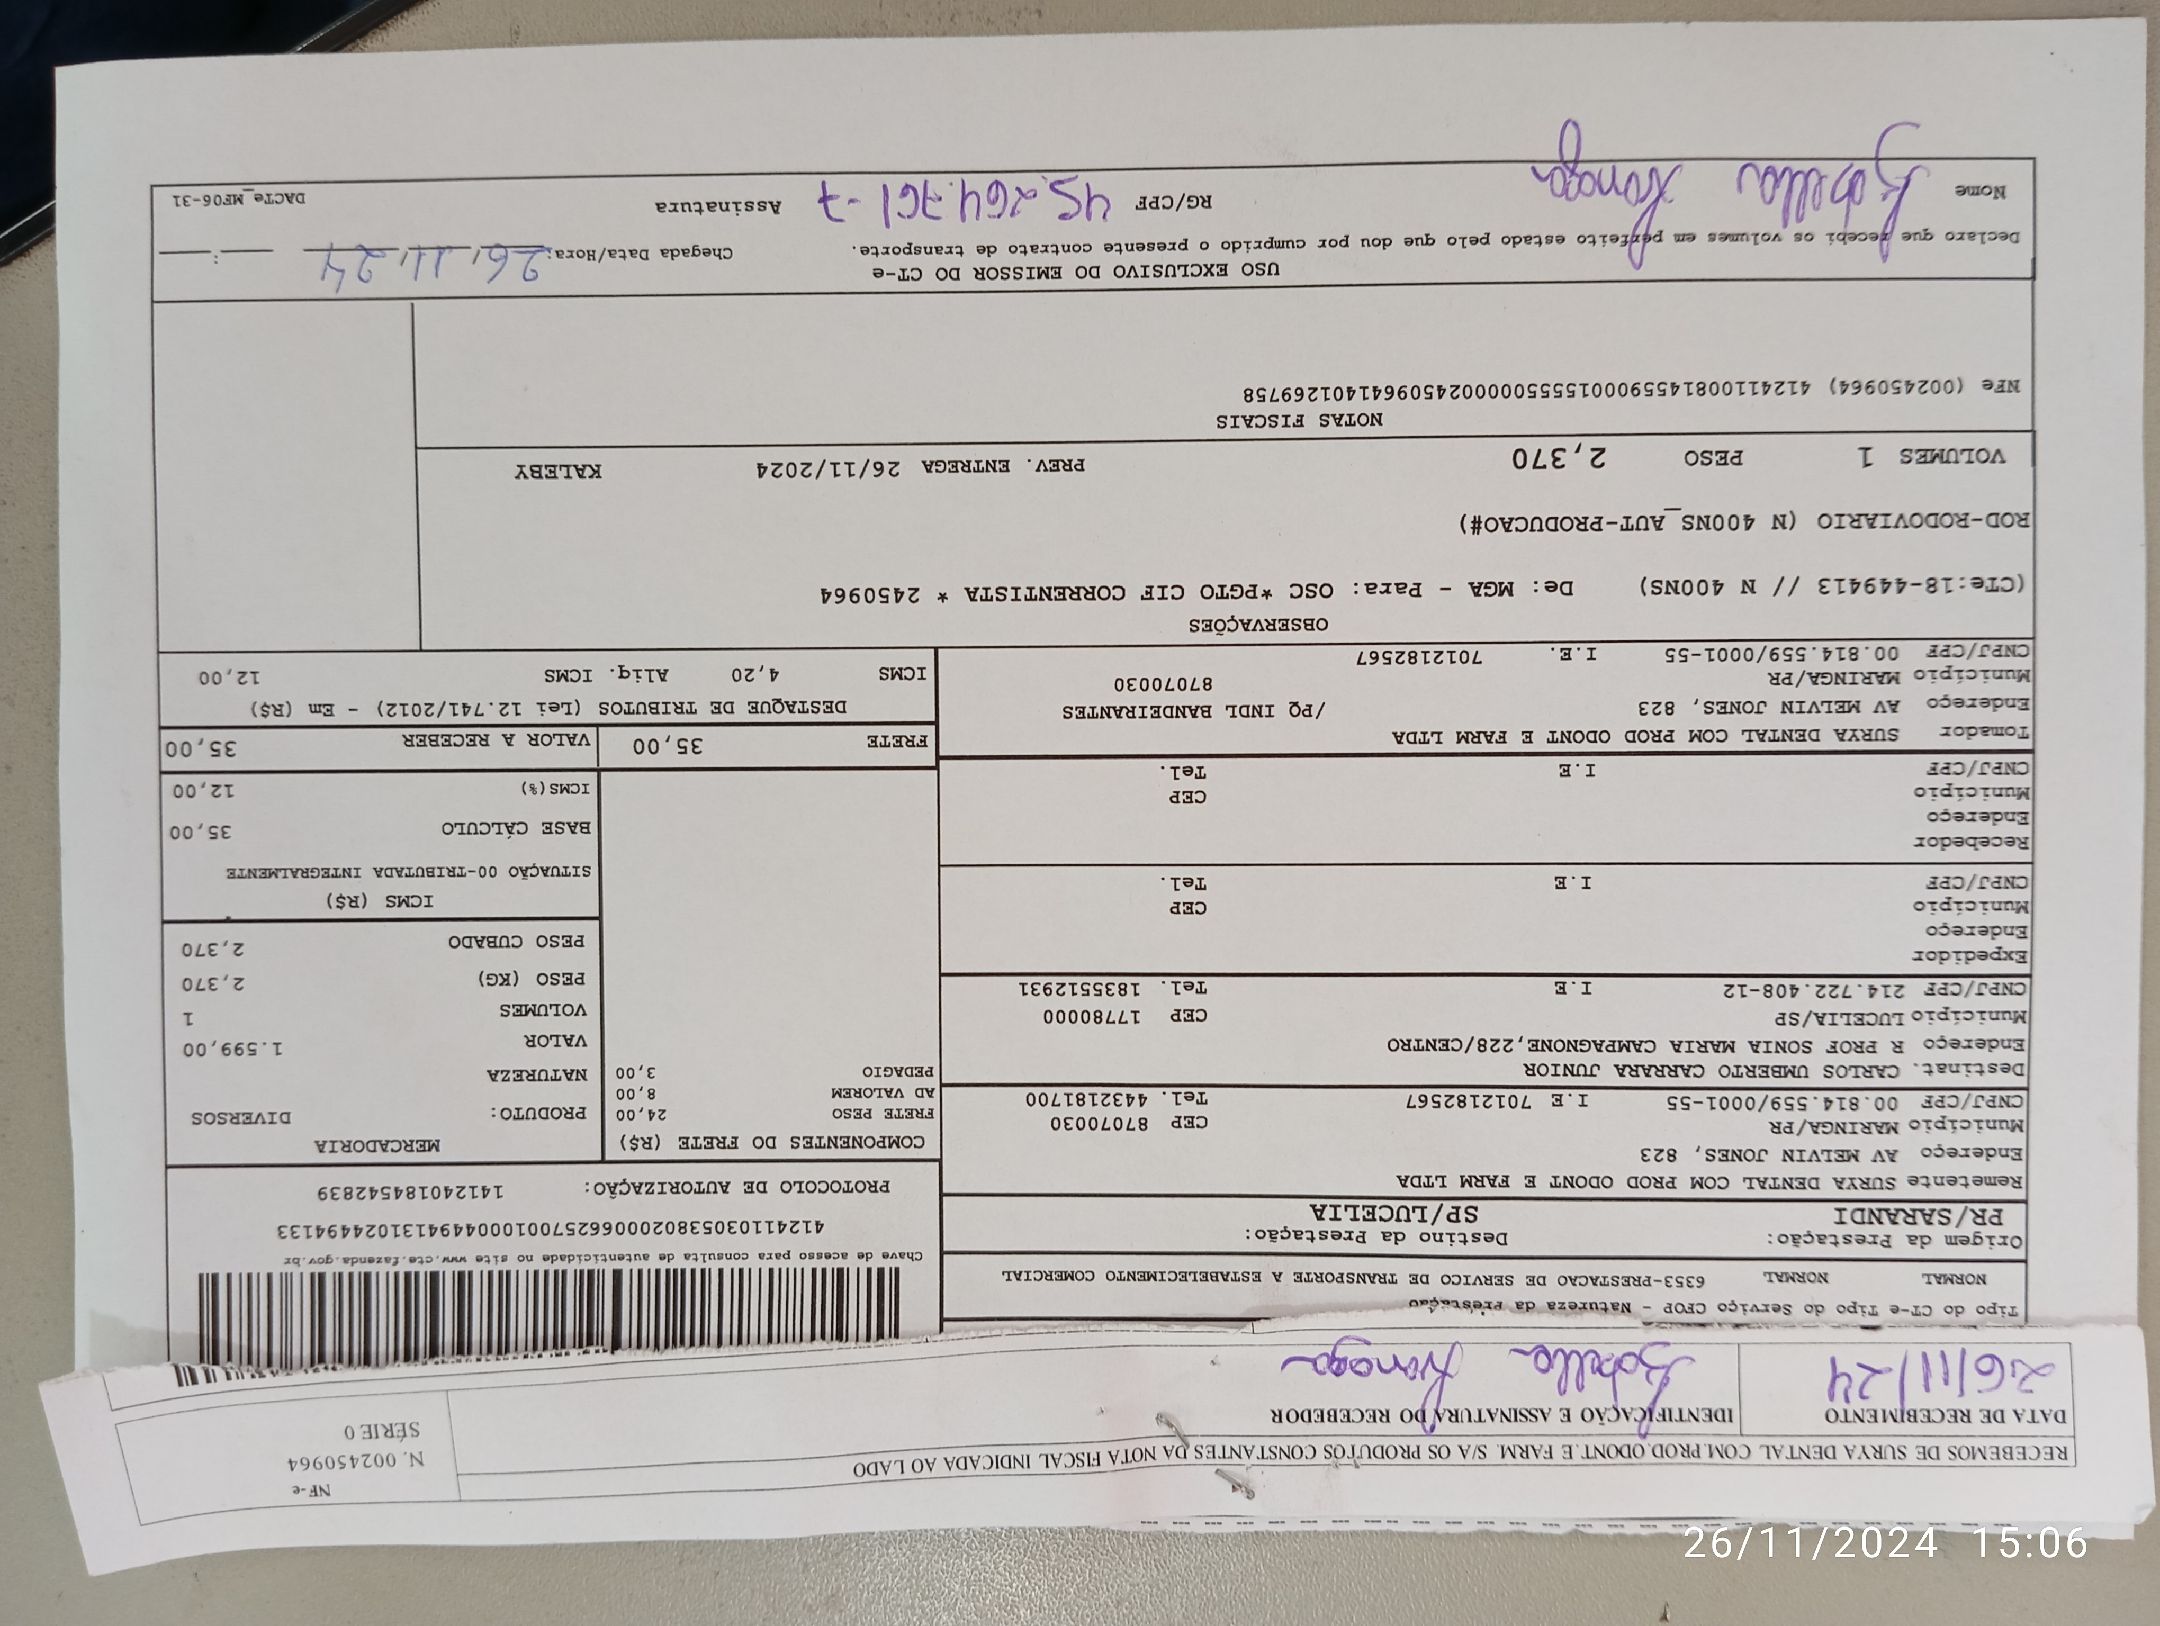 RECEBEMOS DE SURYA DENTAL COM.PROD.ODONT.E FARM. S/A OS PRODUTOS CONSTANTES DA NOTA FISCAL INDICADA AO LADO
NF-e
N. 002450964
SÉRIE 0
DATA DE RECEBIMENTO
IDENTIFICAÇÃO E ASSINATURA DO RECEBEDOR
26/11/24
Tipo do CT-e Tipo do Serviço CFOP - Natureza da Prestação
NORMAL NORMAL 6353-PRESTACAO DE SERVICO DE TRANSPORTE A ESTABELECIMENTO COMERCIAL
Origem da Prestação: Destino da Prestação:
PR/SARANDI SP/LUCELIA
Chave de acesso para consulta de autenticidade no site www.cte.fazenda.gov.br
41241103053802000662570010004494131024494133
PROTOCOLO DE AUTORIZAÇÃO: 141240184542839
Remetente SURYA DENTAL COM PROD ODONT E FARM LTDA
Endereço AV MELVIN JONES, 823
Município MARINGA/PR CEP 87070030
CNPJ/CPF 00.814.559/0001-55 I.E 7012182567 Tel. 4432181700
Destinat. CARLOS UMBERTO CARRARA JUNIOR
Endereço R PROF SONIA MARIA CAMPAGNONE,228/CENTRO
Município LUCELIA/SP CEP 17780000
CNPJ/CPF 214.722.408-12 I.E Tel. 1835512931
Expedidor
Endereço
Município CEP
CNPJ/CPF I.E Tel.
Recebedor
Endereço
Município CEP
CNPJ/CPF I.E Tel.
Tomador SURYA DENTAL COM PROD ODONT E FARM LTDA
Endereço AV MELVIN JONES, 823 /PQ INDL BANDEIRANTES
Município MARINGA/PR 87070030
CNPJ/CPF 00.814.559/0001-55 I.E. 7012182567
COMPONENTES DO FRETE (R$)
FRETE PESO 24,00
AD VALOREM 8,00
PEDAGIO 3,00
MERCADORIA
PRODUTO: DIVERSOS
NATUREZA
VALOR 1.599,00
VOLUMES 1
PESO (KG) 2,370
PESO CUBADO 2,370
ICMS (R$)
SITUAÇÃO 00-TRIBUTADA INTEGRALMENTE
BASE CÁLCULO 35,00
ICMS(%) 12,00
FRETE 35,00 VALOR A RECEBER 35,00
DESTAQUE DE TRIBUTOS (Lei 12.741/2012) - Em (R$)
ICMS 4,20 Aliq. ICMS 12,00
OBSERVAÇÕES
(CTe:18-449413 // N 400NS) De: MGA - Para: OSC *PGTO CIF CORRENTISTA * 2450964
ROD-RODOVIARIO (N 400NS_AUT-PRODUCAO#)
VOLUMES 1 PESO 2,370 PREV. ENTREGA 26/11/2024 KALEBY
NOTAS FISCAIS
NFe (002450964) 41241100814559000155550000024509641401269758
USO EXCLUSIVO DO EMISSOR DO CT-e
Declaro que recebi os volumes em perfeito estado pelo que dou por cumprido o presente contrato de transporte. Chegada Data/Hora: 26/11/24 :
Nome RG/CPF 45.264.761-7 Assinatura
DACTe_MF06-31
26/11/2024 15:06